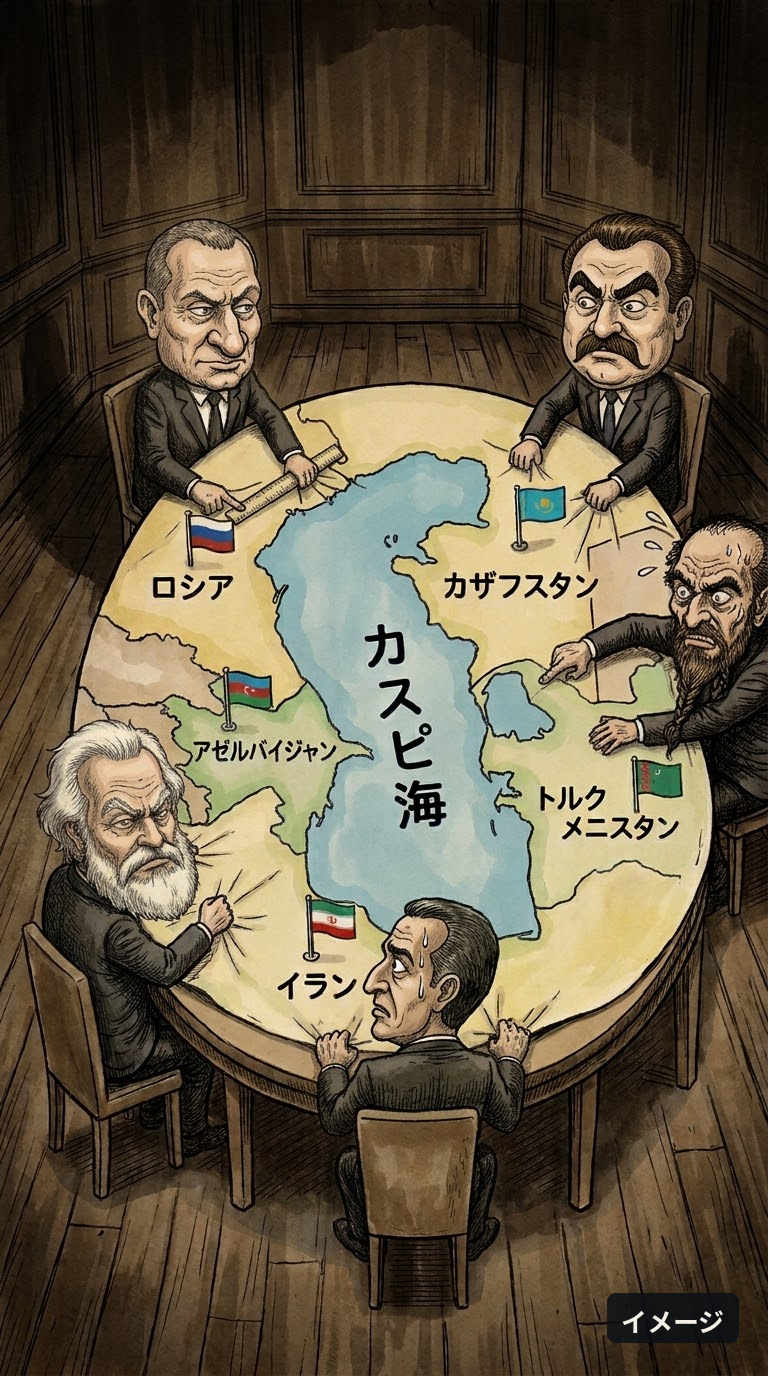 ロシア
カザフスタン
カスピ海
アゼルバイジャン
トルク
メニスタン
イラン
イメージ